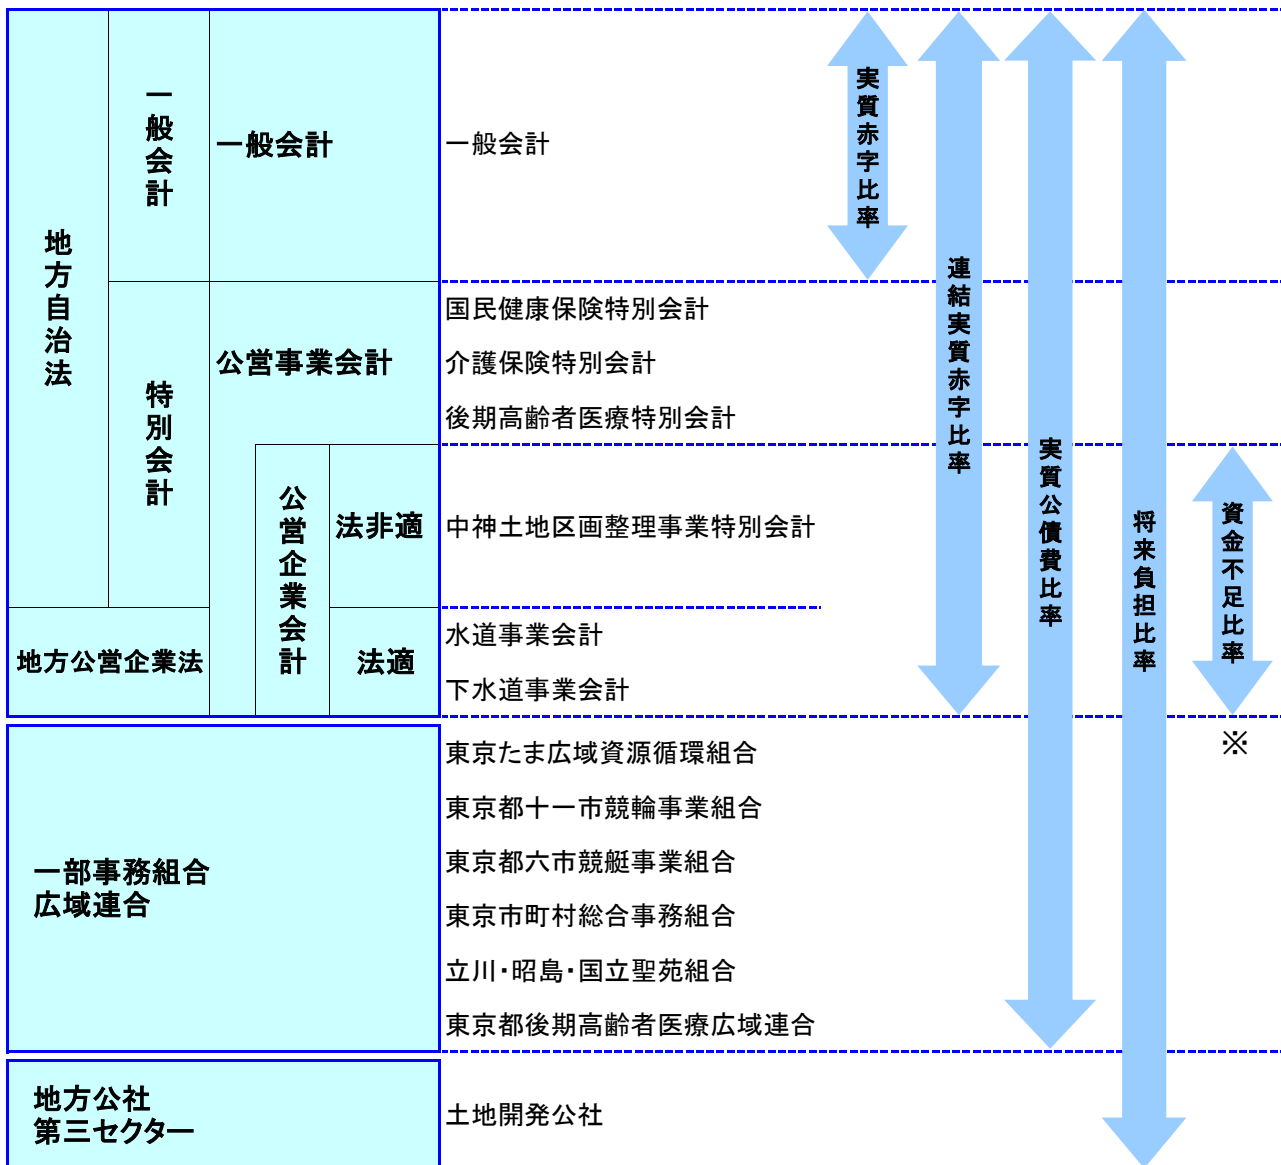 地方自治法
一般会計
一般会計
一般会計
特別会計
公営事業会計
国民健康保険特別会計
介護保険特別会計
後期高齢者医療特別会計
公営企業会計
法非適
中神土地区画整理事業特別会計
地方公営企業法
法適
水道事業会計
下水道事業会計
実質赤字比率
連結実質赤字比率
実質公債費比率
将来負担比率
資金不足比率
※
一部事務組合
広域連合
東京たま広域資源循環組合
東京都十一市競輪事業組合
東京都六市競艇事業組合
東京市町村総合事務組合
立川・昭島・国立聖苑組合
東京都後期高齢者医療広域連合
地方公社
第三セクター
土地開発公社